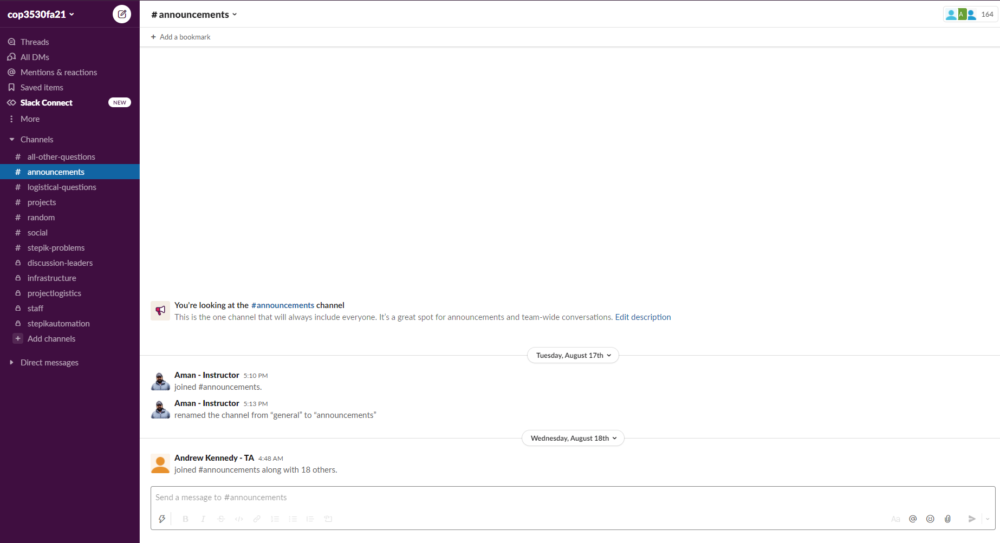 cop3530fa21
Threads
All DMs
Mentions & reactions
Saved items
Slack Connect NEW
More
Channels
# all-other-questions
# announcements
# logistical-questions
# projects
# random
# social
# stepik-problems
discussion-leaders
infrastructure
projectlogistics
staff
stepikautomation
+ Add channels
Direct messages
# announcements
A 164
+ Add a bookmark
You’re looking at the #announcements channel
This is the one channel that will always include everyone. It’s a great spot for announcements and team-wide conversations. Edit description
Tuesday, August 17th
Aman - Instructor 5:10 PM
joined #announcements.
Aman - Instructor 5:13 PM
renamed the channel from “general” to “announcements”
Wednesday, August 18th
Andrew Kennedy - TA 4:48 AM
joined #announcements along with 18 others.
Send a message to #announcements
B I S </> Aa @